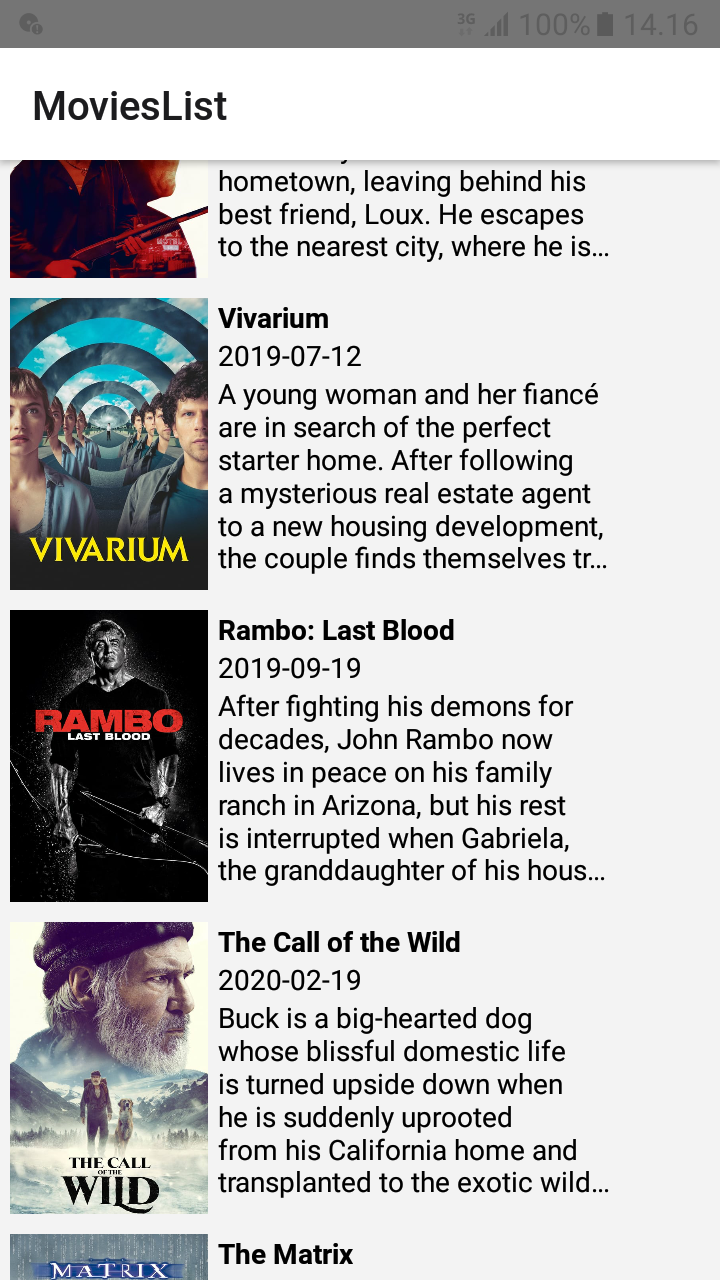 3G 100% 14.16
MoviesList
hometown, leaving behind his
best friend, Loux. He escapes
to the nearest city, where he is…
MOTEL
Vivarium
2019-07-12
A young woman and her fiancé
are in search of the perfect
starter home. After following
a mysterious real estate agent
to a new housing development,
the couple finds themselves tr…
VIVARIUM
Rambo: Last Blood
2019-09-19
After fighting his demons for
decades, John Rambo now
lives in peace on his family
ranch in Arizona, but his rest
is interrupted when Gabriela,
the granddaughter of his hous…
RAMBO
LAST BLOOD
The Call of the Wild
2020-02-19
Buck is a big-hearted dog
whose blissful domestic life
is turned upside down when
he is suddenly uprooted
from his California home and
transplanted to the exotic wild…
THE CALL
OF THE
WILD
The Matrix
MATRIX